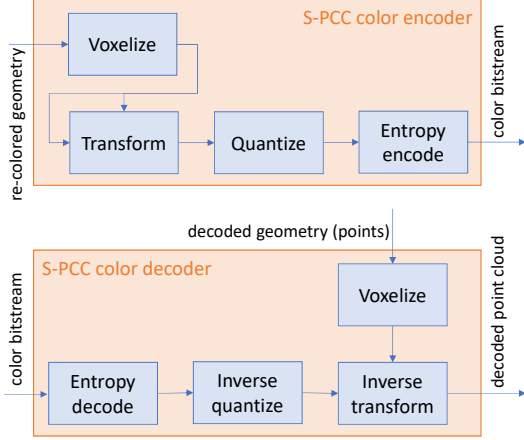 S-PCC color encoder
re-colored geometry
Voxelize
Transform
Quantize
Entropy
encode
color bitstream
decoded geometry (points)
S-PCC color decoder
color bitstream
Voxelize
decoded point cloud
Entropy
decode
Inverse
quantize
Inverse
transform